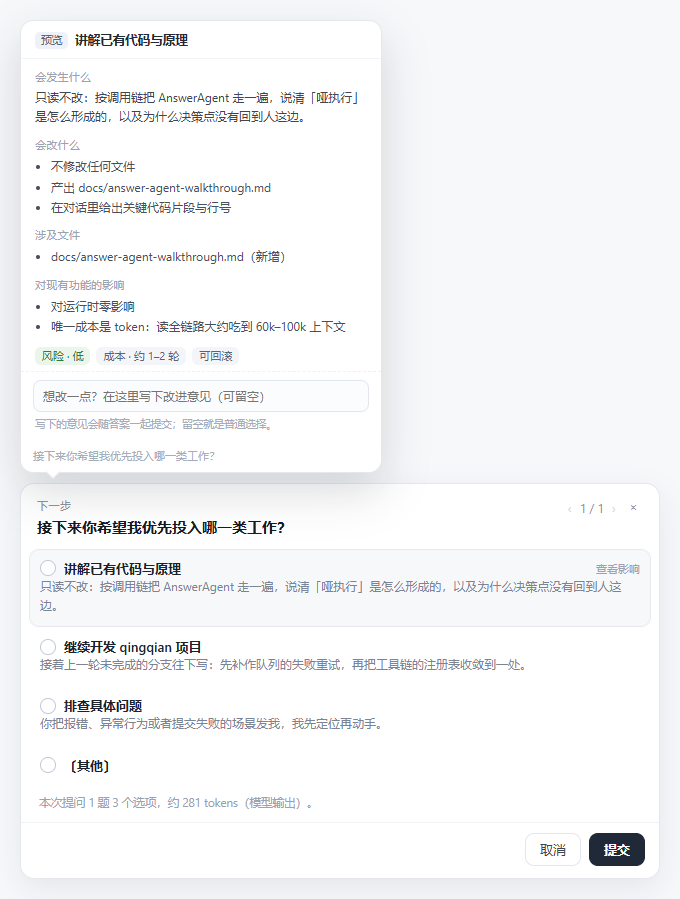 预览 讲解已有代码与原理
会发生什么
只读不改：按调用链把 AnswerAgent 走一遍，说清「哑执行」
是怎么形成的，以及为什么决策点没有回到人这边。
会改什么
• 不修改任何文件
• 产出 docs/answer-agent-walkthrough.md
• 在对话里给出关键代码片段与行号
涉及文件
• docs/answer-agent-walkthrough.md（新增）
对现有功能的影响
• 对运行时零影响
• 唯一成本是 token：读全链路大约吃到 60k–100k 上下文
风险 · 低 成本 · 约 1–2 轮 可回滚
想改一点？在这里写下改进意见（可留空）
写下的意见会随答案一起提交；留空就是普通选择。
接下来你希望我优先投入哪一类工作？
下一步
‹ 1 / 1 › ×
接下来你希望我优先投入哪一类工作？
讲解已有代码与原理 查看影响
只读不改：按调用链把 AnswerAgent 走一遍，说清「哑执行」是怎么形成的，以及为什么决策点没有回到人这
边。
继续开发 qingqian 项目
接着上一轮未完成的分支往下写：先补作队列的失败重试，再把工具链的注册表收敛到一处。
排查具体问题
你把报错、异常行为或者提交失败的场景发我，我先定位再动手。
〔其他〕
本次提问 1 题 3 个选项，约 281 tokens（模型输出）。
取消 提交